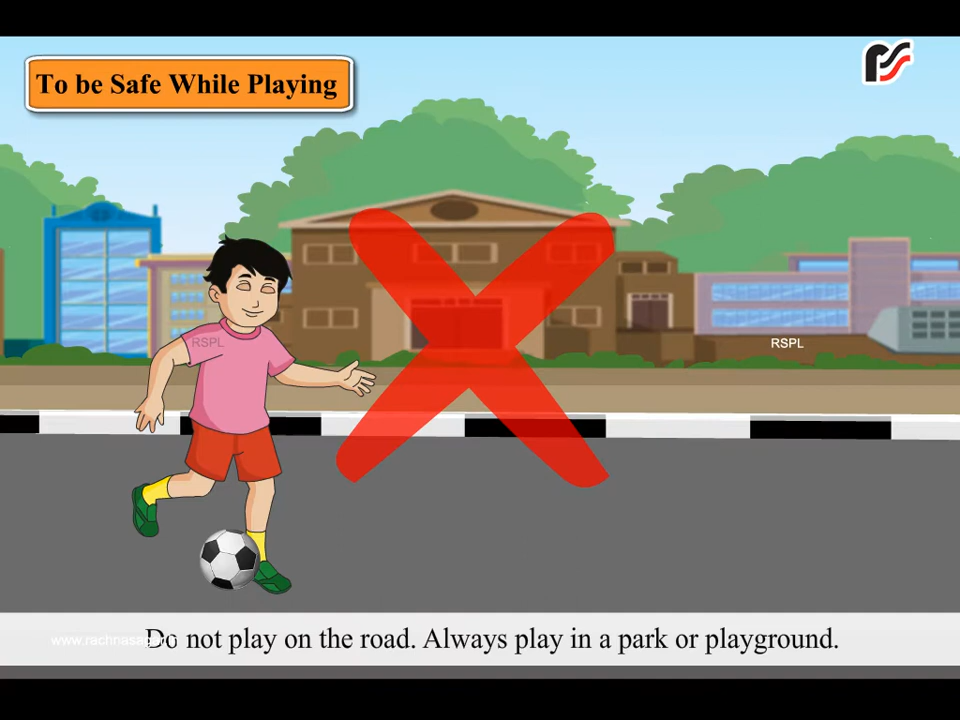 To be Safe While Playing
RSPL
RSPL
Do not play on the road. Always play in a park or playground.